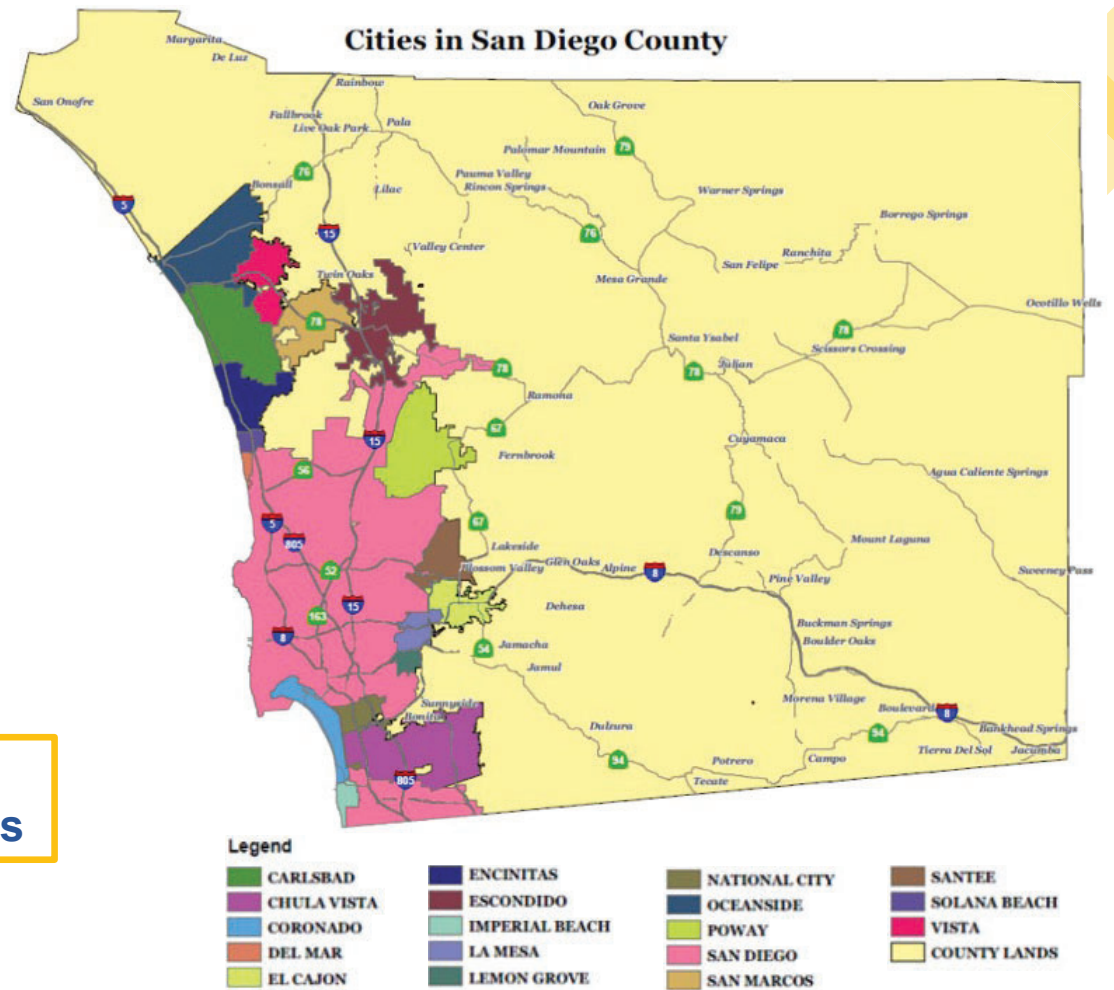 Cities in San Diego County
Margarita
De Luz
San Onofre
Rainbow
Fallbrook
Live Oak Park
Pala
Oak Grove
79
Palomar Mountain
76
Bonsall
Lilac
Pauma Valley
Rincon Springs
Warner Springs
5
15
76
Borrego Springs
Valley Center
San Felipe
Ranchita
Twin Oaks
Mesa Grande
Ocotillo Wells
78
Santa Ysabel
78
Scissors Crossing
78
78
Julian
Ramona
67
15
Cuyamaca
56
Fernbrook
Agua Caliente Springs
5
67
79
805
Lakeside
Mount Laguna
52
Blossom Valley
Glen Oaks
Alpine
8
Descanso
Sweeney Pass
Pine Valley
15
163
Dehesa
Buckman Springs
8
Jamacha
54
Boulder Oaks
Jamul
Sunnyside
Bonita
Morena Village
Boulevard
8
Dulzura
94
Bankhead Springs
Tierra Del Sol
Jacumba
805
94
Potrero
Campo
Tecate
s
Legend
CARLSBAD
CHULA VISTA
CORONADO
DEL MAR
EL CAJON
ENCINITAS
ESCONDIDO
IMPERIAL BEACH
LA MESA
LEMON GROVE
NATIONAL CITY
OCEANSIDE
POWAY
SAN DIEGO
SAN MARCOS
SANTEE
SOLANA BEACH
VISTA
COUNTY LANDS